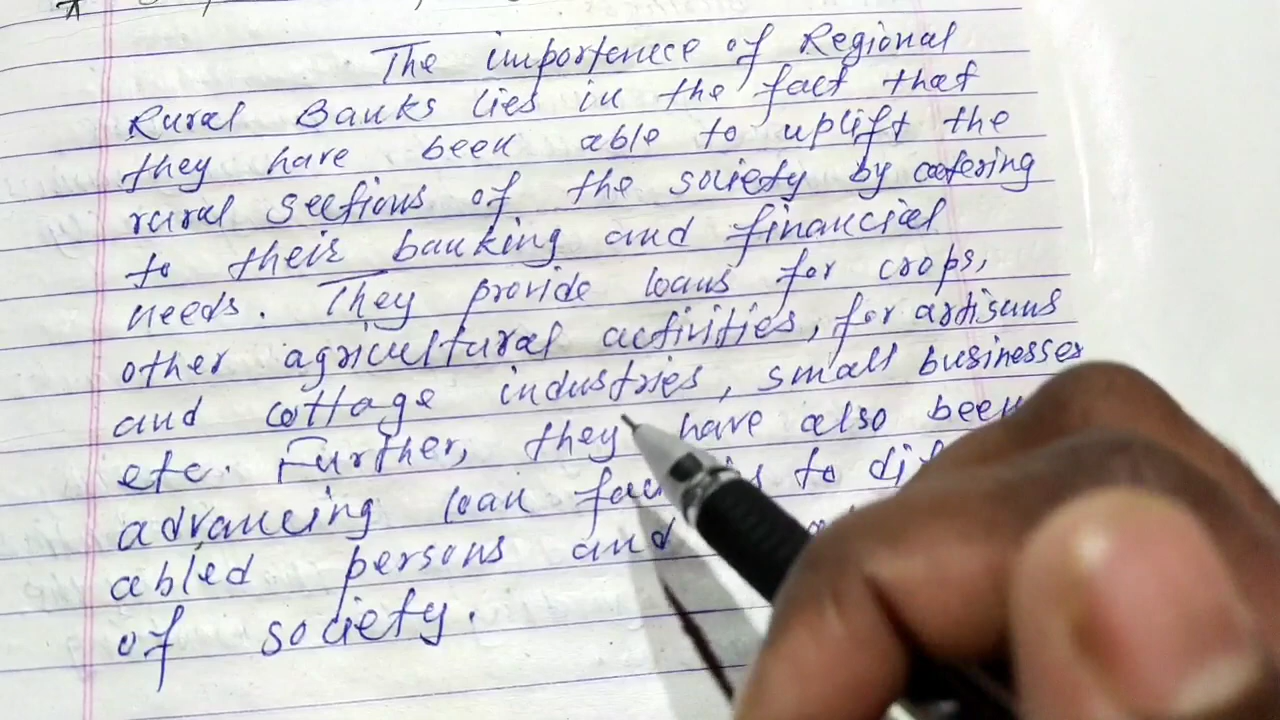 The importence of Regional
Rural Banks lies in the fact that
they have been able to uplift the
rural sections of the society by catering
to their banking and financial
needs. They provide loans for crops,
other agricultural activities, for artisans
and cottage industries, small businesses
etc. Further, they have also been
advancing loan to
abled persons and
of society.